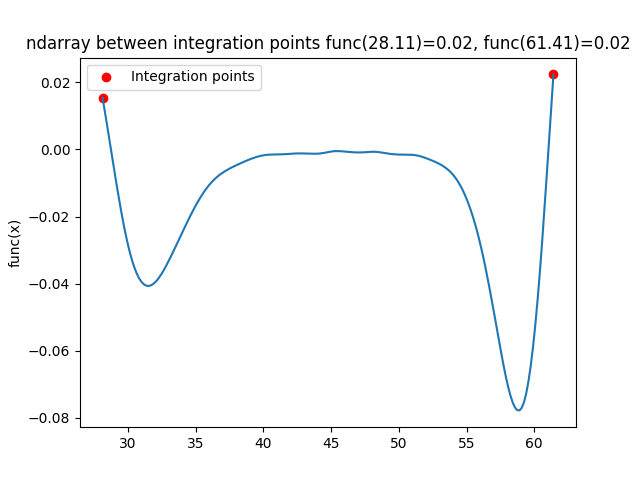 ndarray between integration points func(28.11)=0.02, func(61.41)=0.02
Integration points
func(x)
0.02
0.00
−0.02
−0.04
−0.06
−0.08
30 35 40 45 50 55 60